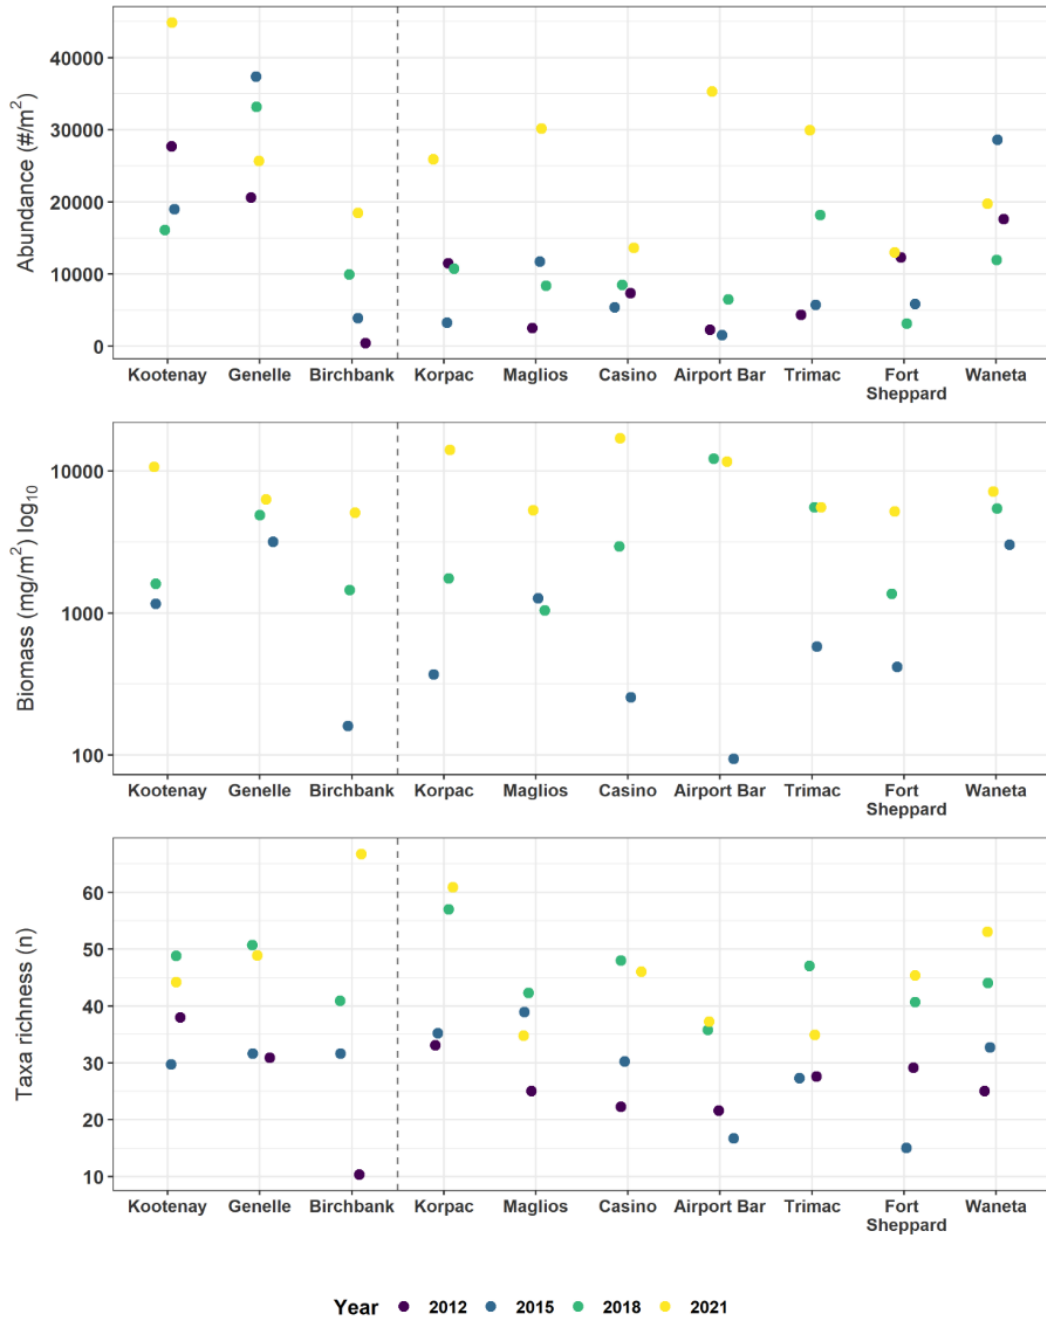 Abundance (#/m²)
40000
30000
20000
10000
0
Kootenay Genelle Birchbank Korpac Maglios Casino Airport Bar Trimac Fort Sheppard Waneta
Biomass (mg/m²) log₁₀
10000
1000
100
Kootenay Genelle Birchbank Korpac Maglios Casino Airport Bar Trimac Fort Sheppard Waneta
Taxa richness (n)
60
50
40
30
20
10
Kootenay Genelle Birchbank Korpac Maglios Casino Airport Bar Trimac Fort Sheppard Waneta
Year 2012 2015 2018 2021